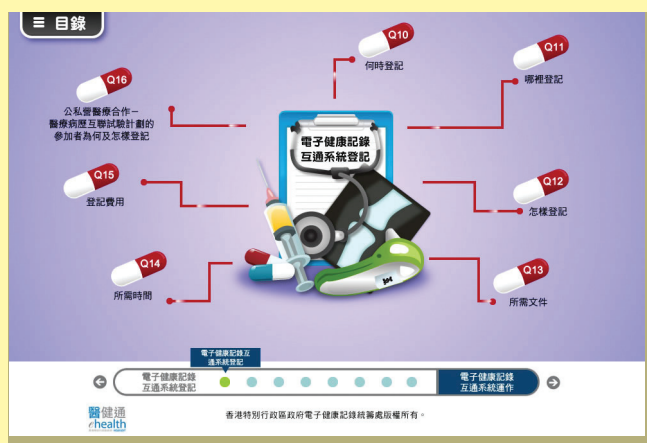 ≡ 目錄
Q10
何時登記
Q11
哪裡登記
Q16
公私營醫療合作－
醫療病歷互聯試驗計劃的
參加者為何及怎樣登記
電子健康記錄
互通系統登記
Q15
登記費用
Q12
怎樣登記
Q14
所需時間
Q13
所需文件
電子健康記錄互
通系統登記
電子健康記錄
互通系統登記
電子健康記錄
互通系統運作
醫健通
ehealth
香港特別行政區政府電子健康記錄統籌處版權所有。